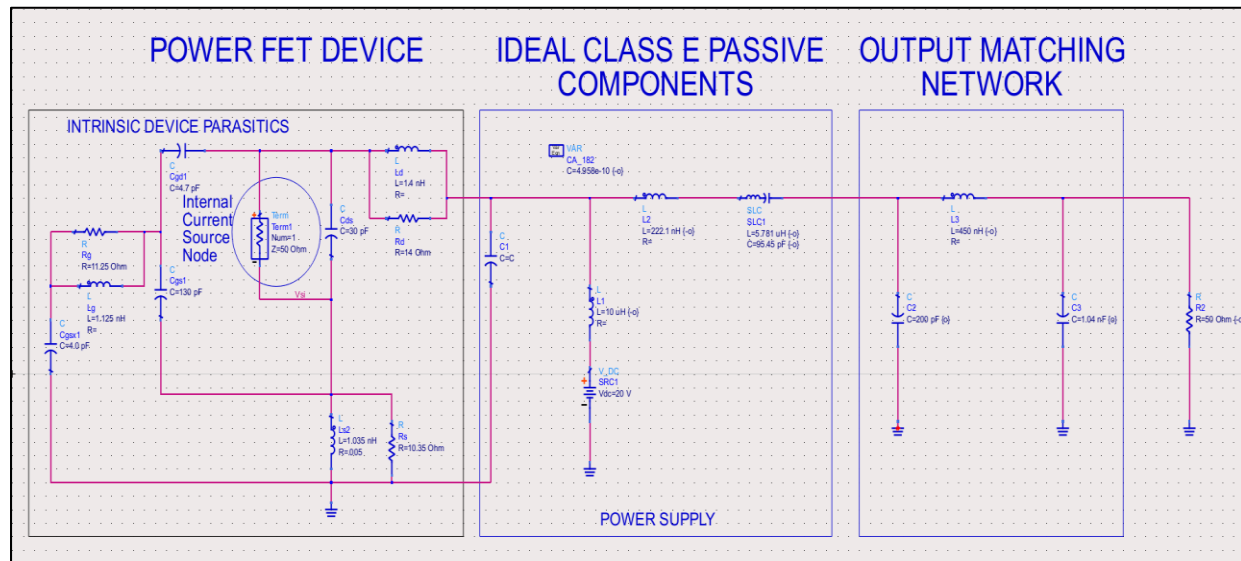 POWER FET DEVICE
IDEAL CLASS E PASSIVE
COMPONENTS
OUTPUT MATCHING
NETWORK
INTRINSIC DEVICE PARASITICS
C
Cgd1
C=4.7 pF
Internal
Current
Source
Node
Term
Term1
Num=1
Z=50 Ohm
C
Cds
C=30 pF
L
Ld
L=1.4 nH
R=
R
Rd
R=14 Ohm
R
Rg
R=11.25 Ohm
L
Lg
L=1.125 nH
R=
C
Cgs1
C=130 pF
C
Cgsx1
C=4.0 pF
Vsi
L
Ls2
L=1.035 nH
R=.005
R
Rs
R=10.35 Ohm
VAR
CA_182
C=4.958e-10 {-o}
C
C1
C=C
L
L2
L=222.1 nH {-o}
R=
SLC
SLC1
L=5.781 uH {-o}
C=95.45 pF {-o}
L
L1
L=10 uH {-o}
R=
V_DC
SRC1
Vdc=20 V
POWER SUPPLY
L
L3
L=450 nH {-o}
R=
C
C2
C=200 pF {o}
C
C3
C=1.04 nF {o}
R
R2
R=50 Ohm {-o